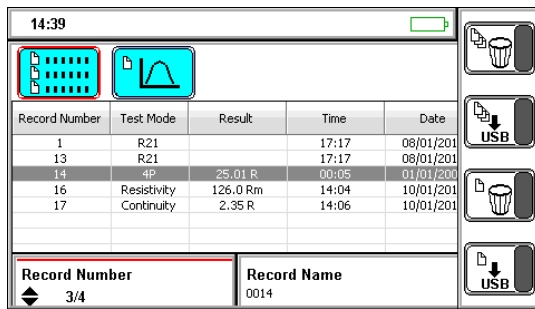 14:39
Record Number Test Mode Result Time Date
1 R21 17:17 08/01/201
13 R21 17:17 08/01/201
14 4P 25.01 R 00:05 01/01/200
16 Resistivity 126.0 Rm 14:04 10/01/201
17 Continuity 2.35 R 14:06 10/01/201
Record Number
3/4
Record Name
0014
USB
USB